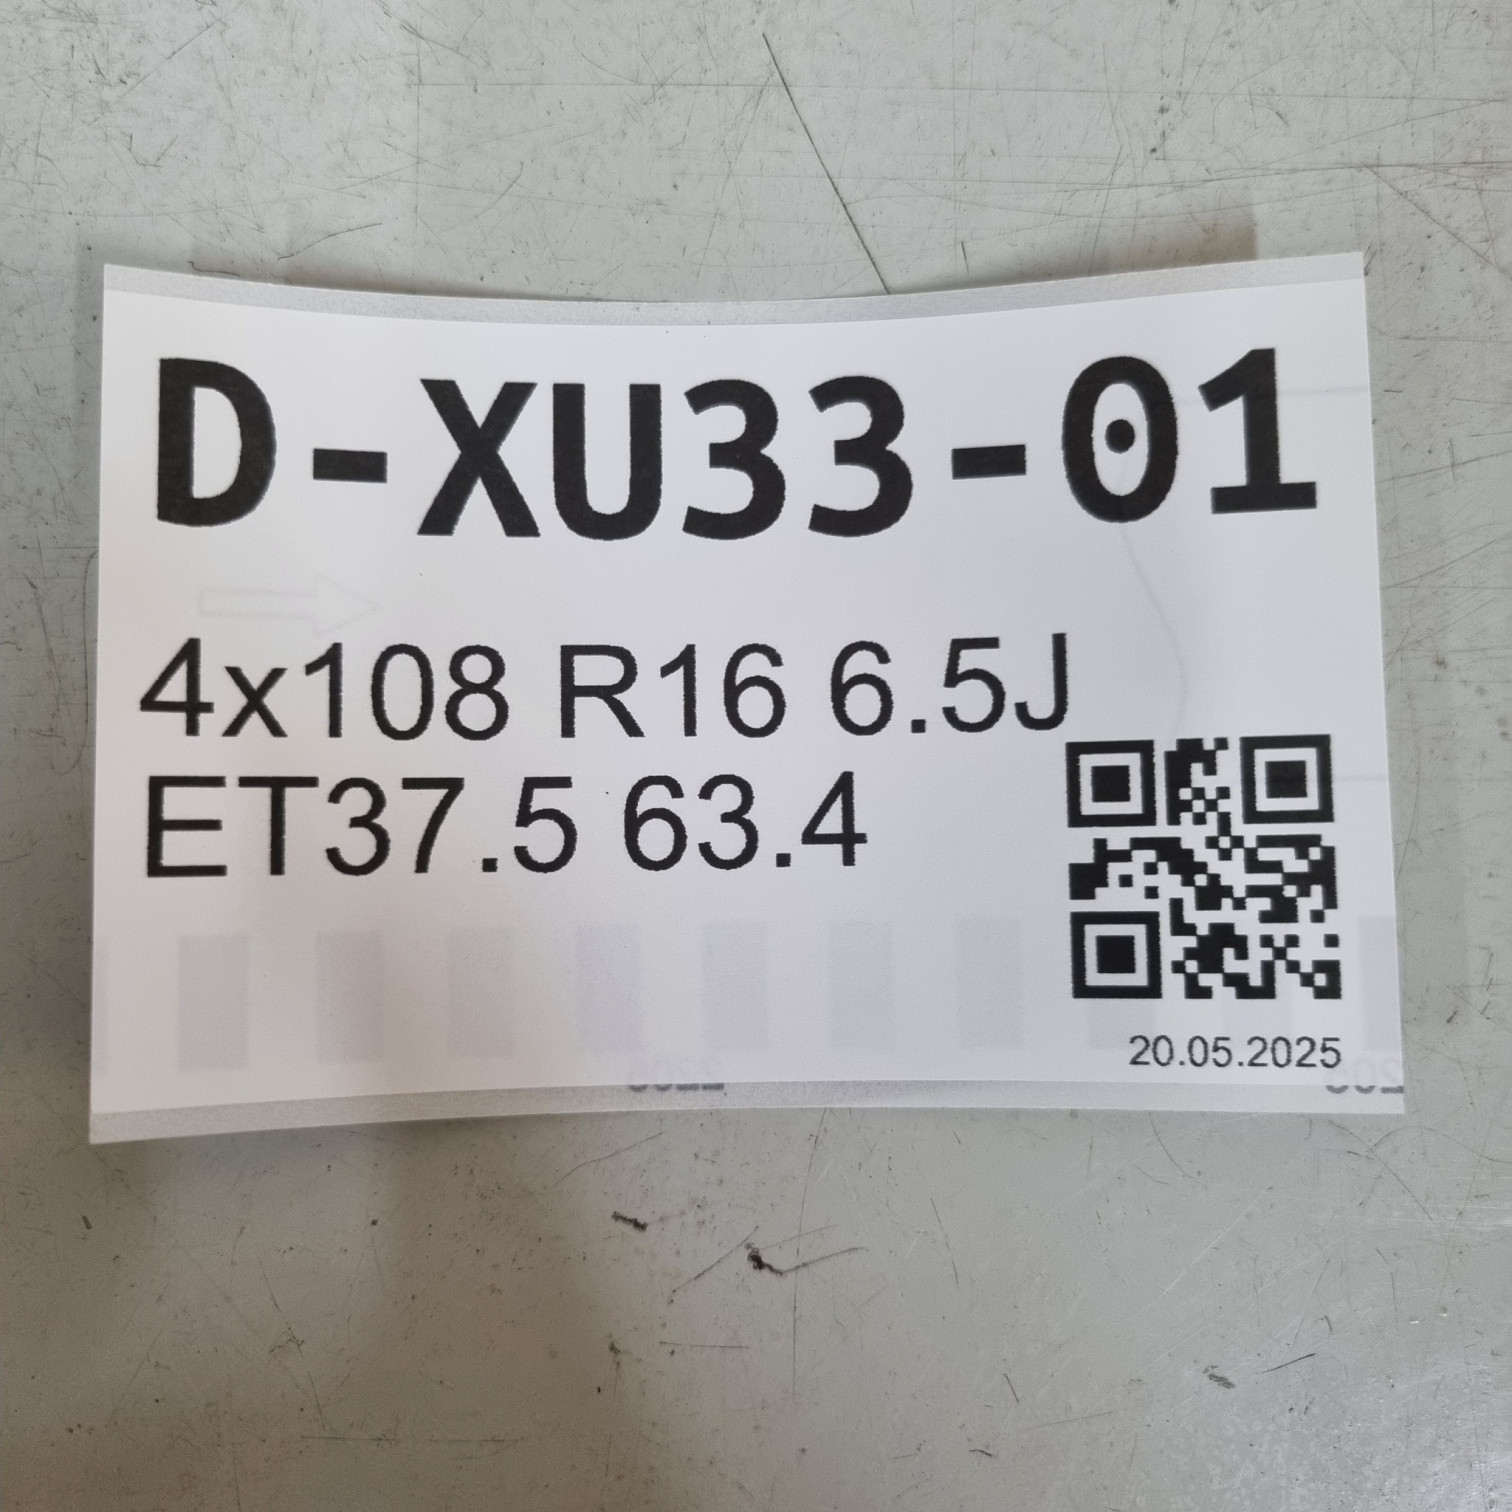 D-XU33-01
4x108 R16 6.5J
ET37.5 63.4
20.05.2025